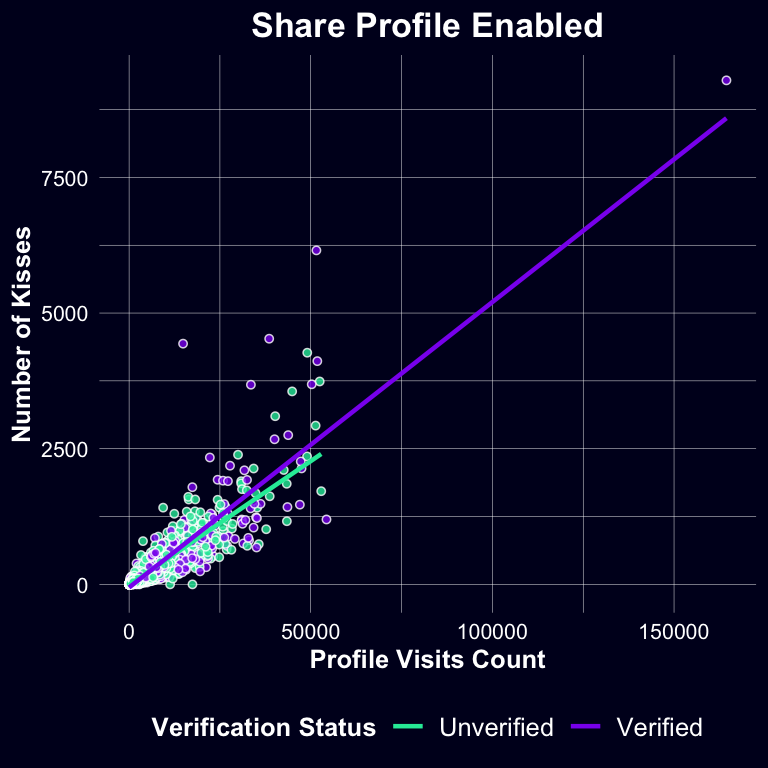 Share Profile Enabled
Number of Kisses
7500
5000
2500
0
0 50000 100000 150000
Profile Visits Count
Verification Status Unverified Verified